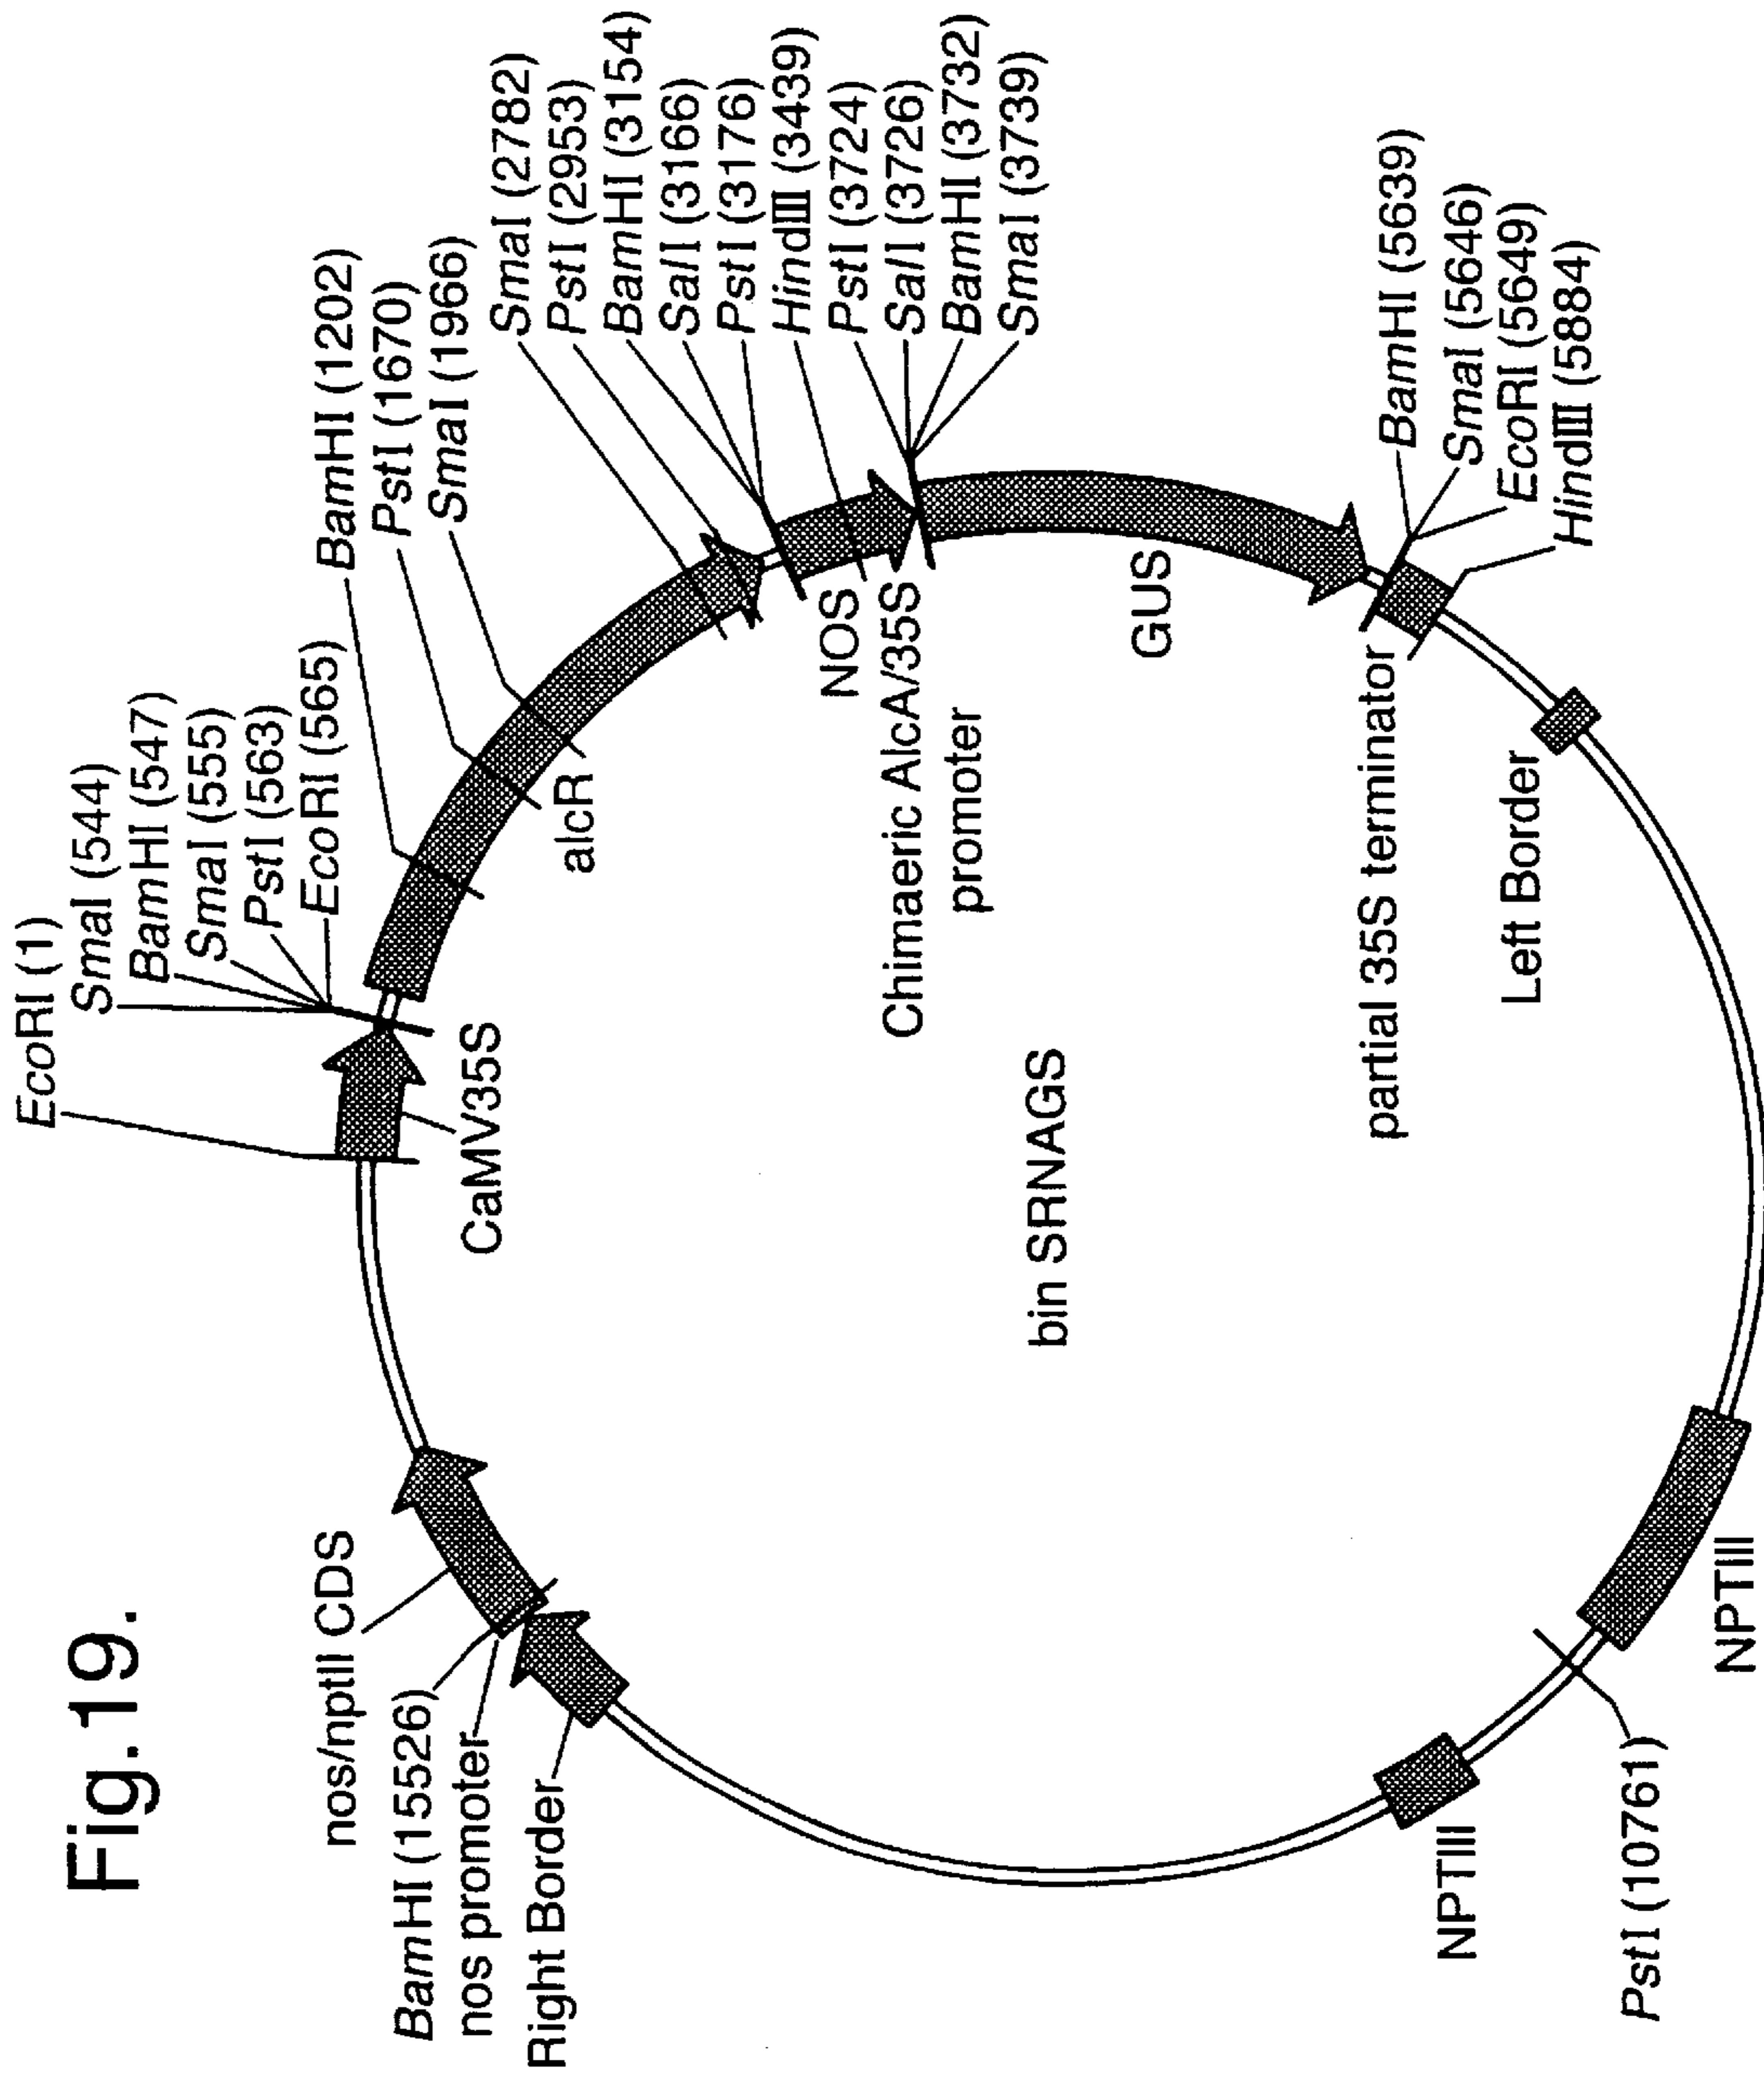 Fig.19.
EcoRI (1)
SmaI (544)
BamHI (547)
SmaI (555)
PstI (563)
EcoRI (565)
BamHI (1202)
PstI (1670)
SmaI (1966)
SmaI (2782)
PstI (2953)
BamHI (3154)
SalI (3166)
PstI (3176)
HindIII (3439)
PstI (3724)
SalI (3726)
BamHI (3732)
SmaI (3739)
BamHI (5639)
SmaI (5646)
EcoRI (5649)
HindIII (5884)
CaMV35S
alcR
NOS
Chimaeric AlcA/35S
promoter
GUS
partial 35S terminator
Left Border
bin SRNAGS
nos/nptII CDS
BamHI (15526)
nos promoter
Right Border
NPTIII
PstI (10761)
NPTIII